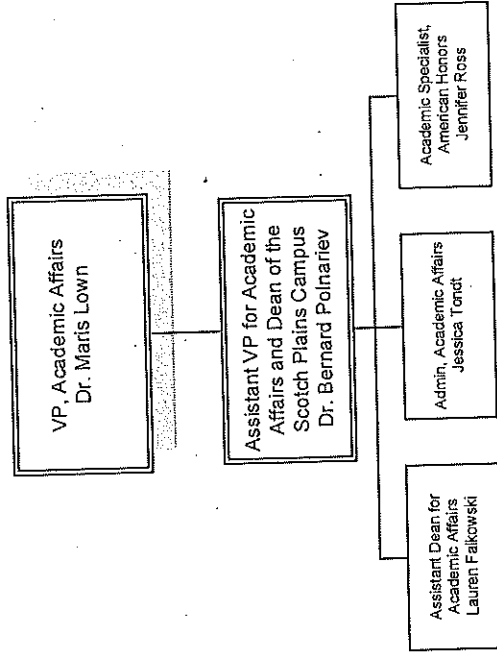 VP, Academic Affairs
Dr. Maris Lown
Assistant VP for Academic
Affairs and Dean of the
Scotch Plains Campus
Dr. Bernard Polnariev
Assistant Dean for
Academic Affairs
Lauren Falkowski
Admin, Academic Affairs
Jessica Tondt
Academic Specialist,
American Honors
Jennifer Ross